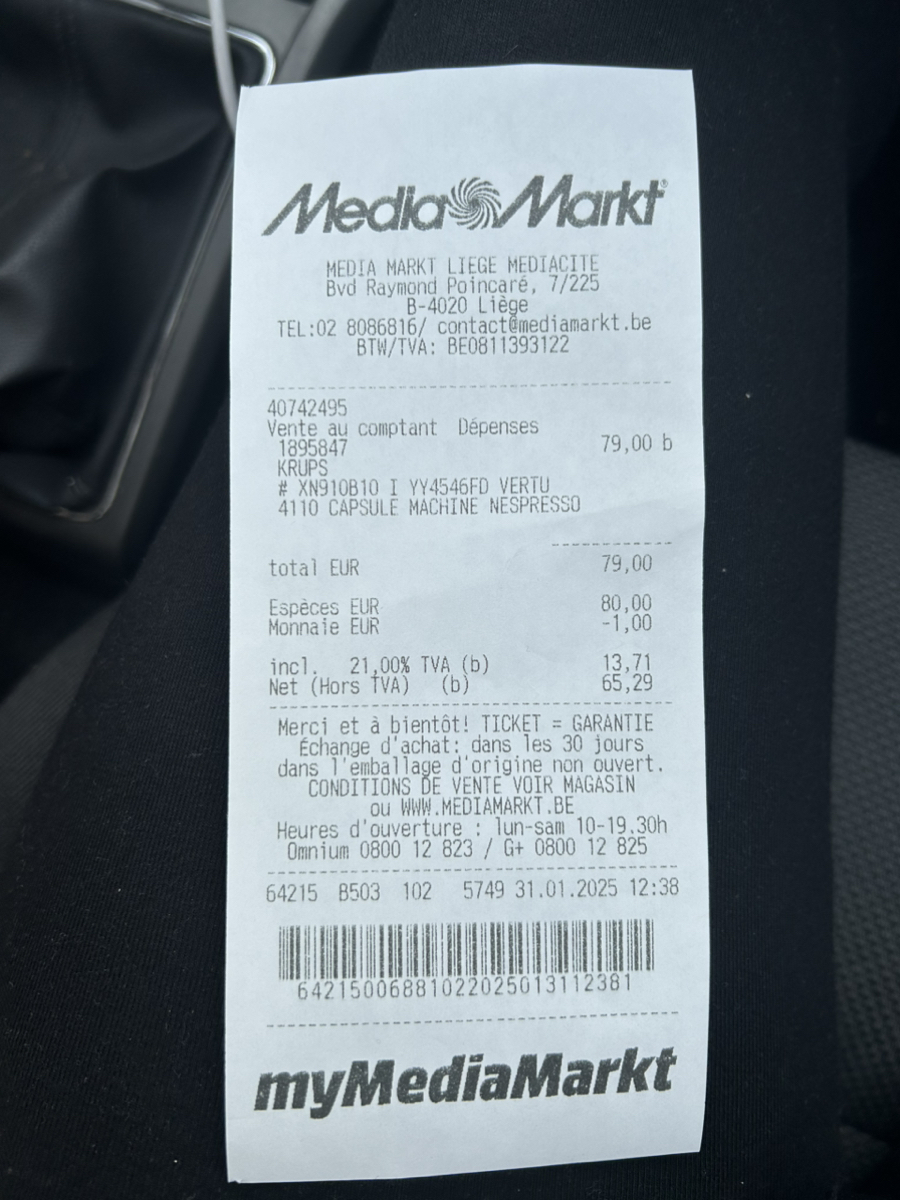 Media Markt
MEDIA MARKT LIEGE MEDIACITE
Bvd Raymond Poincaré, 7/225
B-4020 Liège
TEL:02 8086816/ contact@mediamarkt.be
BTW/TVA: BE0811393122
40742495
Vente au comptant Dépenses
1895847 79,00 b
KRUPS
# XN910B10 I YY4546FD VERTU
4110 CAPSULE MACHINE NESPRESSO
total EUR 79,00
Espèces EUR 80,00
Monnaie EUR -1,00
incl. 21,00% TVA (b) 13,71
Net (Hors TVA) (b) 65,29
Merci et à bientôt! TICKET = GARANTIE
Échange d'achat: dans les 30 jours
dans l'emballage d'origine non ouvert.
CONDITIONS DE VENTE VOIR MAGASIN
ou WWW.MEDIAMARKT.BE
Heures d'ouverture : lun-sam 10-19.30h
Omnium 0800 12 823 / G+ 0800 12 825
64215 B503 102 5749 31.01.2025 12:38
6421500688102202501311​2381
myMediaMarkt